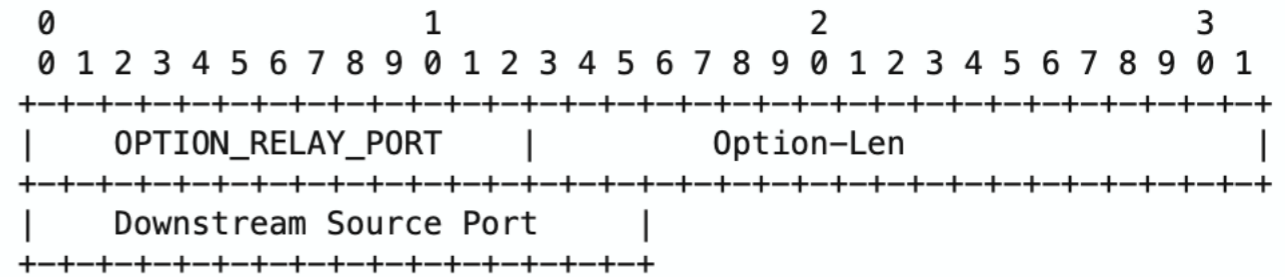 0                   1                   2                   3
 0 1 2 3 4 5 6 7 8 9 0 1 2 3 4 5 6 7 8 9 0 1 2 3 4 5 6 7 8 9 0 1
+-+-+-+-+-+-+-+-+-+-+-+-+-+-+-+-+-+-+-+-+-+-+-+-+-+-+-+-+-+-+-+-+
|    OPTION_RELAY_PORT    |         Option-Len                  |
+-+-+-+-+-+-+-+-+-+-+-+-+-+-+-+-+-+-+-+-+-+-+-+-+-+-+-+-+-+-+-+-+
|    Downstream Source Port     |
+-+-+-+-+-+-+-+-+-+-+-+-+-+-+-+-+